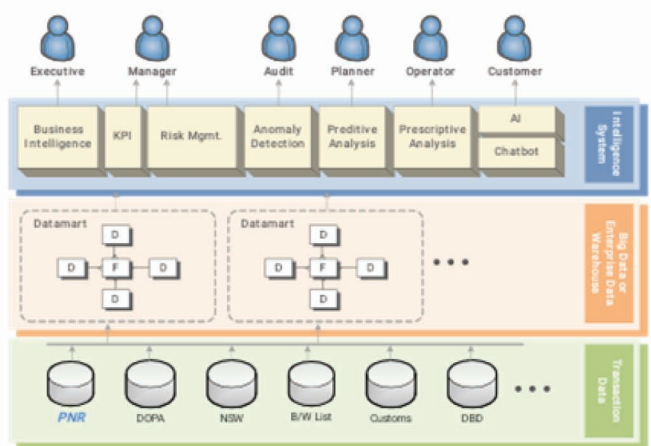 Executive Manager Audit Planner Operator Customer
Business
Intelligence
KPI
Risk Mgmt.
Anomaly
Detection
Preditive
Analysis
Prescriptive
Analysis
AI
Chatbot
Intelligence
System
Datamart
D
D F D
D
Datamart
D
D F D
D
Big Data or
Enterprise Data
Warehouse
PNR DOPA NSW B/W List Customs DBD
Transaction
Data